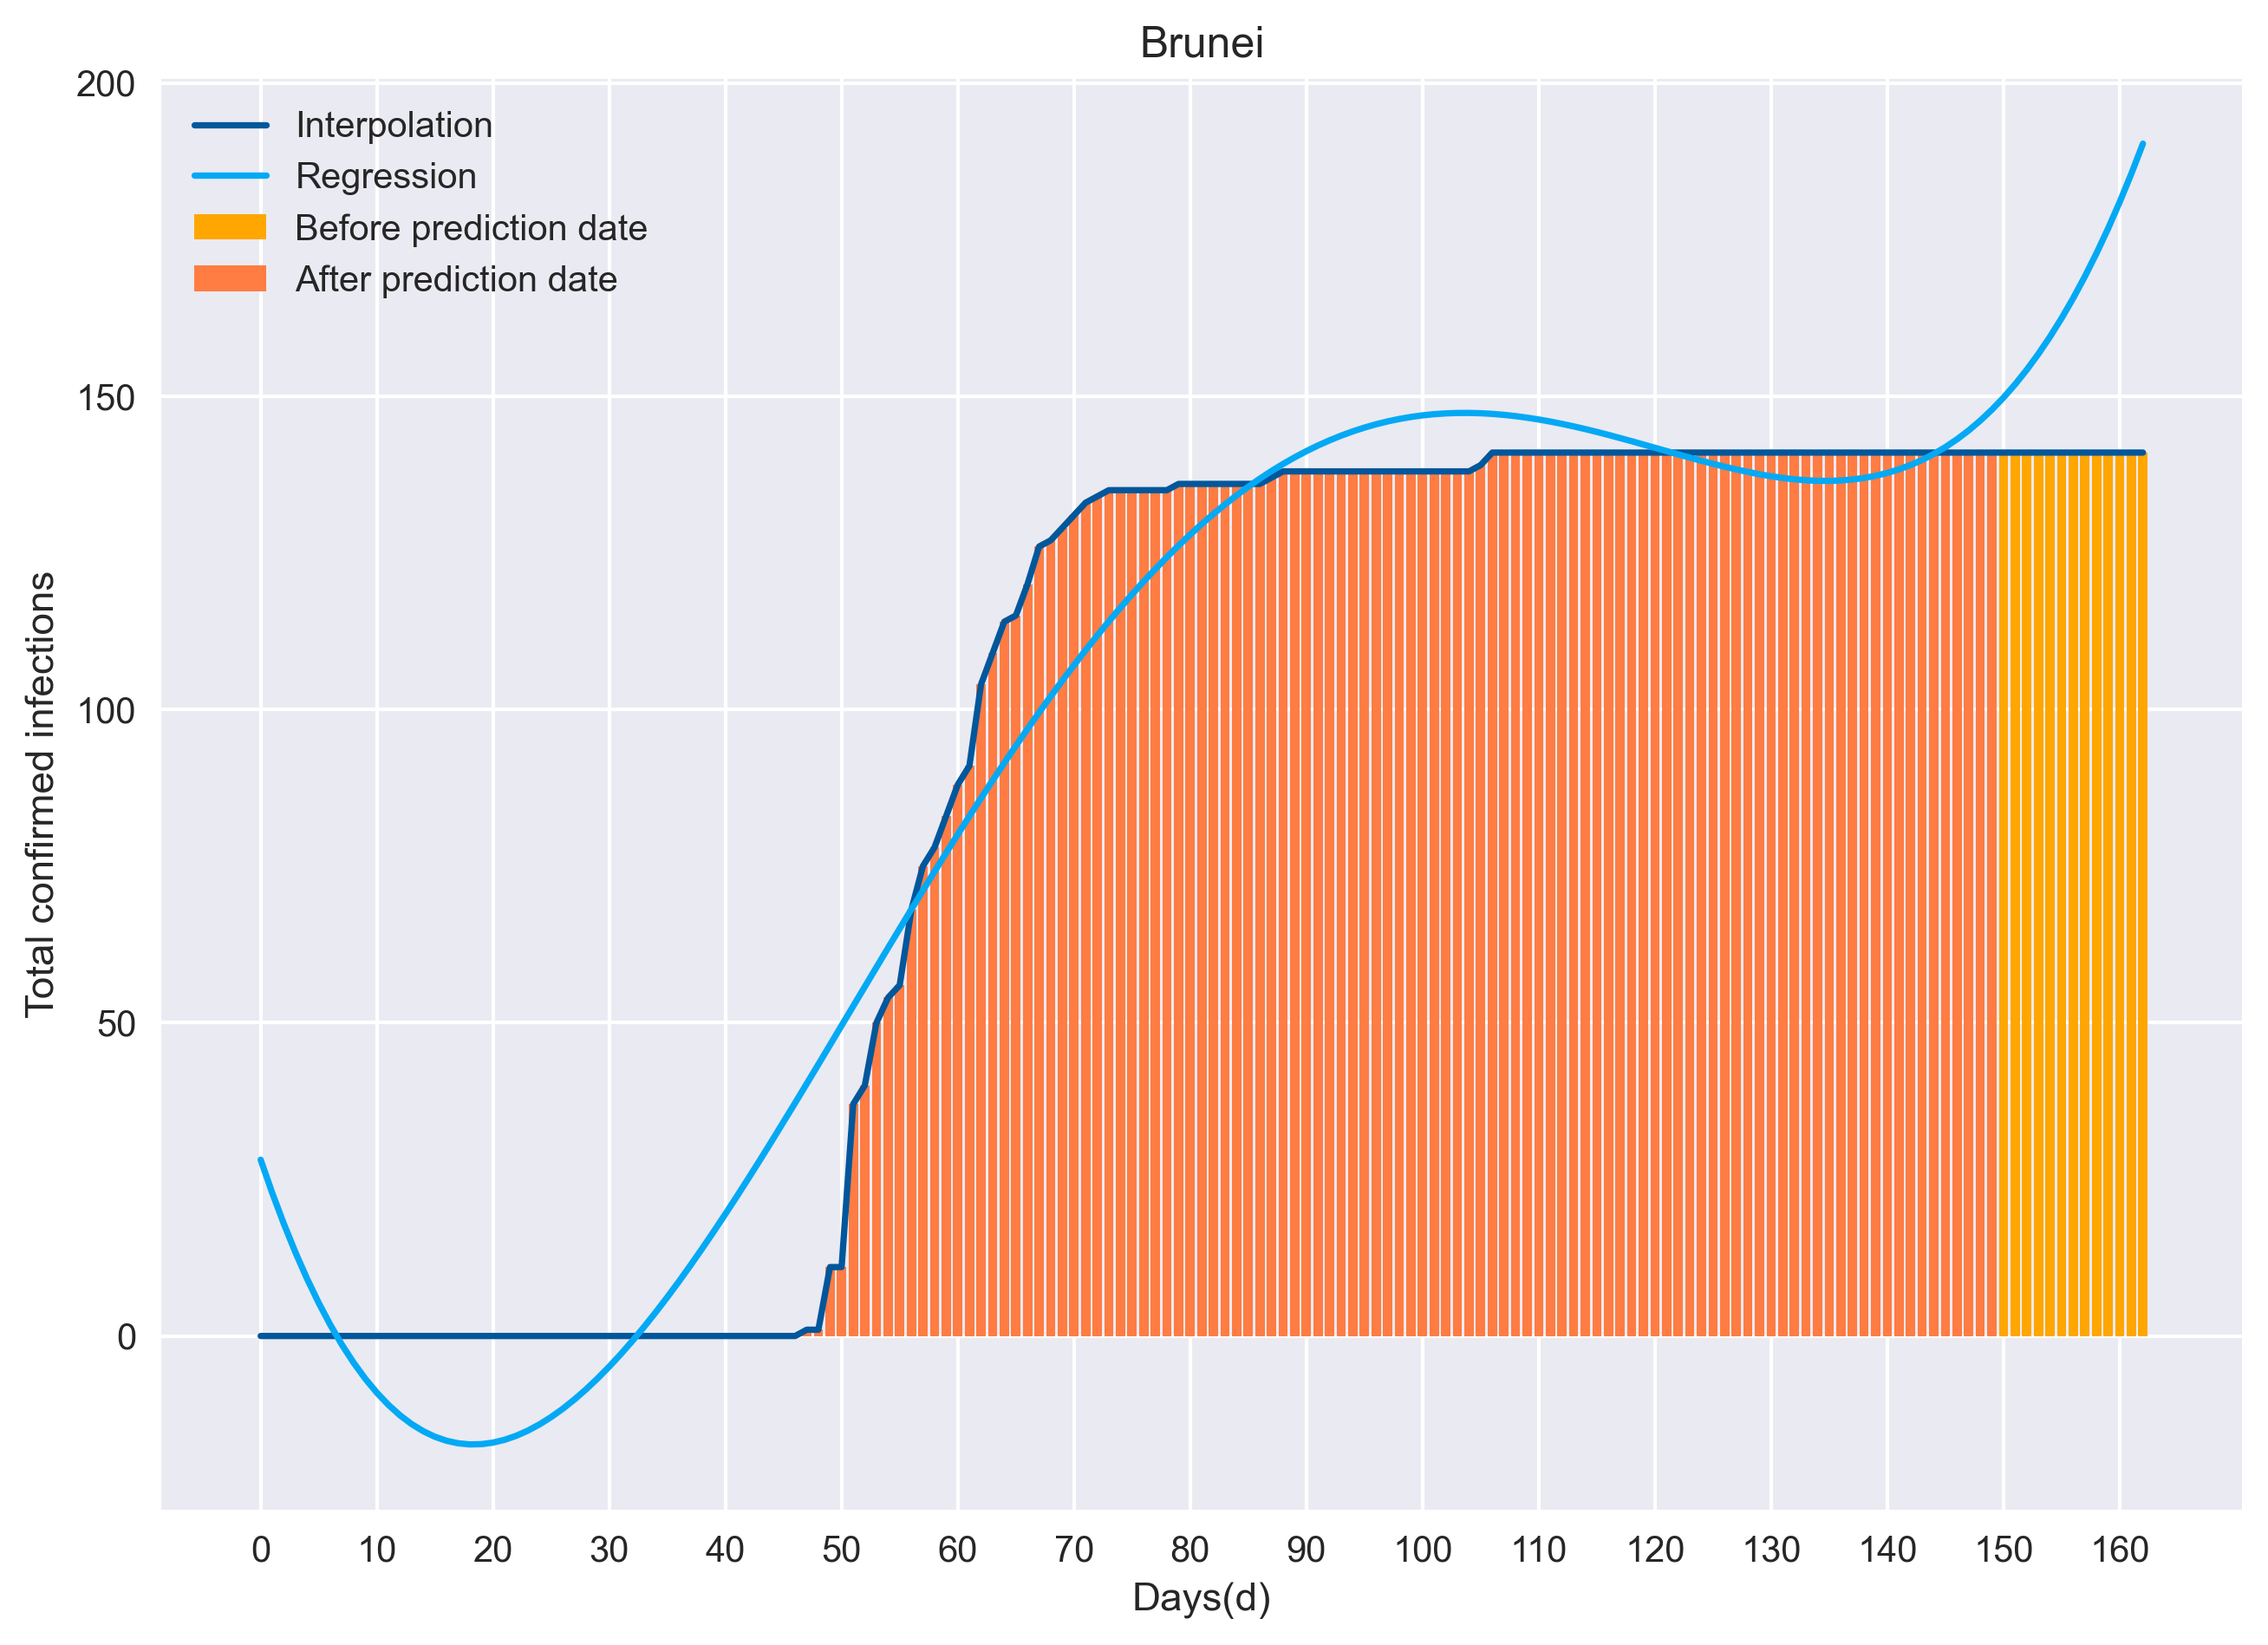 Brunei
200
150
100
50
0
Total confirmed infections
Interpolation
Regression
Before prediction date
After prediction date
0 10 20 30 40 50 60 70 80 90 100 110 120 130 140 150 160
Days(d)